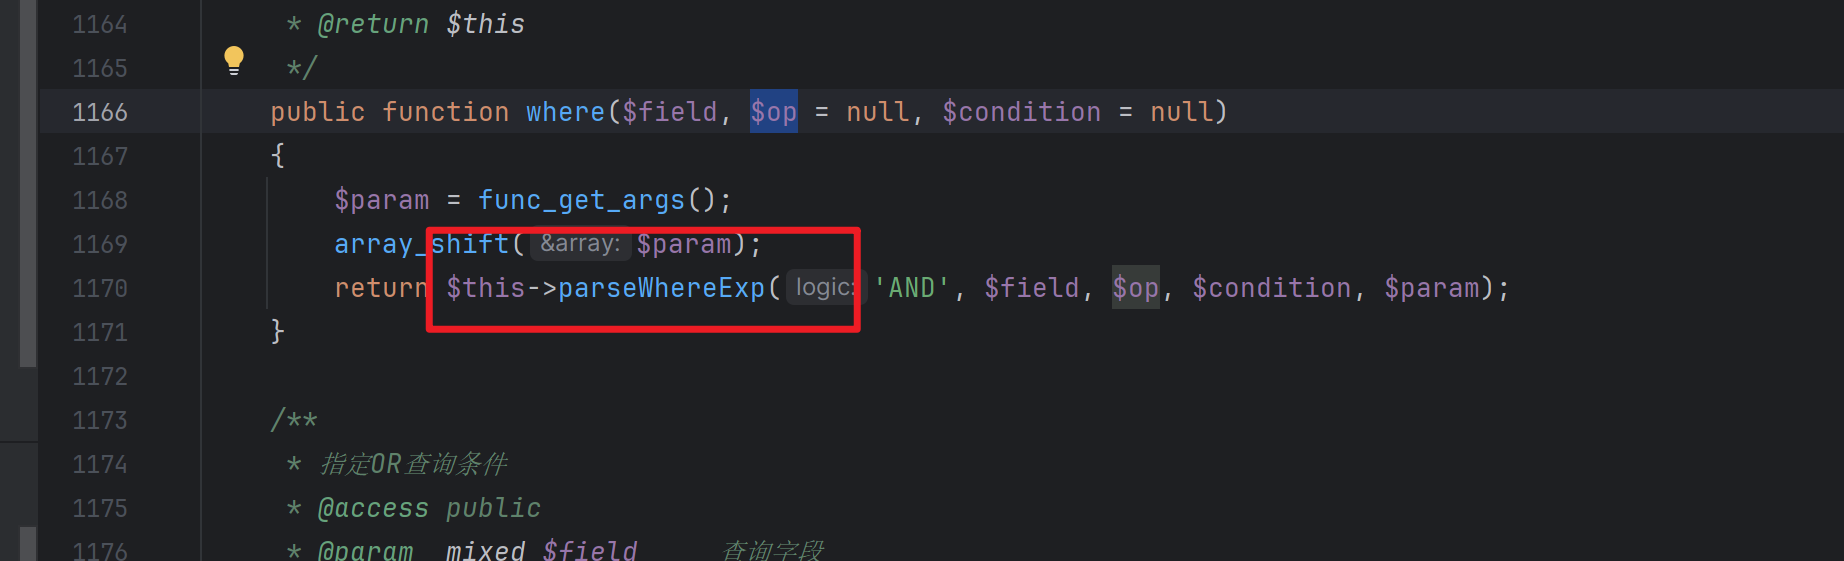 1164 * @return $this
1165 */
1166 public function where($field, $op = null, $condition = null)
1167 {
1168 $param = func_get_args();
1169 array_shift( &array: $param);
1170 return $this->parseWhereExp( logic: 'AND', $field, $op, $condition, $param);
1171 }
1172
1173 /**
1174 * 指定OR查询条件
1175 * @access public
1176 * @param mixed $field 查询字段